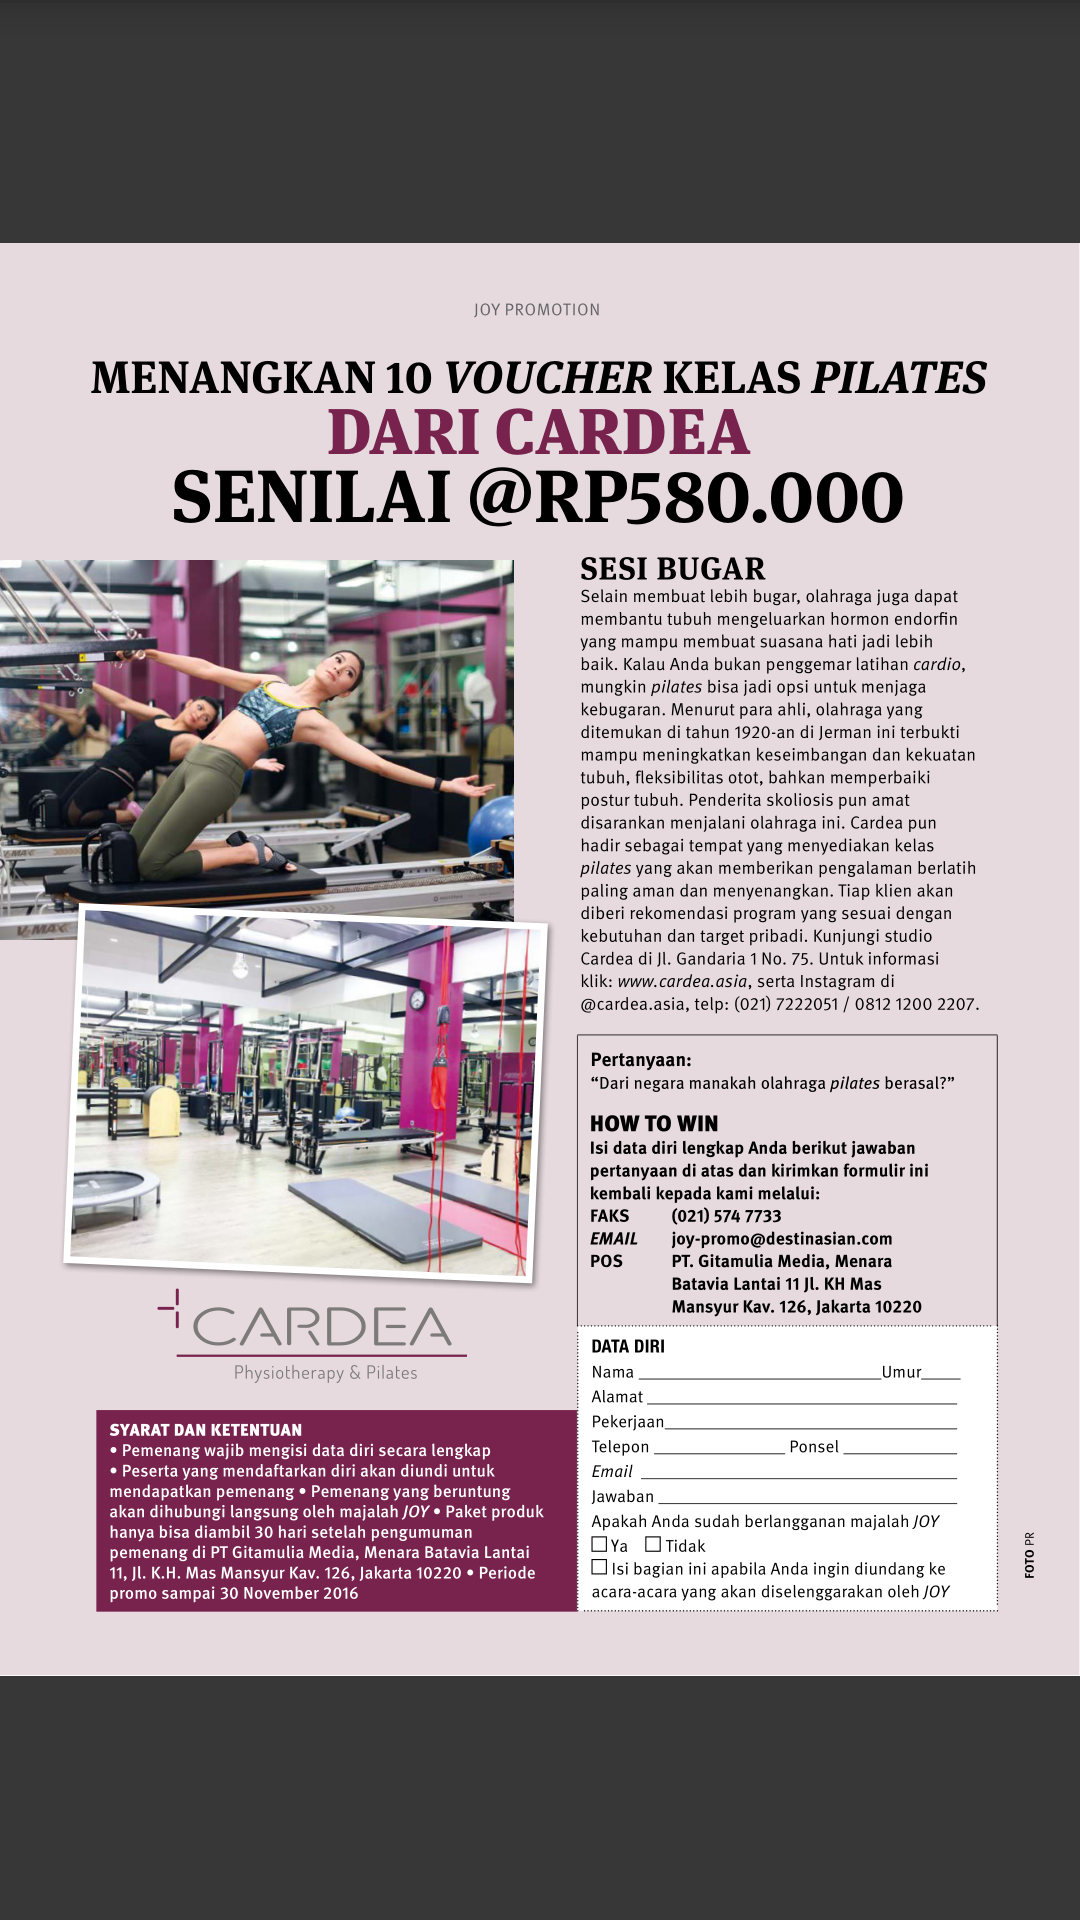 JOY PROMOTION
MENANGKAN 10 VOUCHER KELAS PILATES
DARI CARDEA
SENILAI @RP580.000
SESI BUGAR
Selain membuat lebih bugar, olahraga juga dapat
membantu tubuh mengeluarkan hormon endorfin
yang mampu membuat suasana hati jadi lebih
baik. Kalau Anda bukan penggemar latihan cardio,
mungkin pilates bisa jadi opsi untuk menjaga
kebugaran. Menurut para ahli, olahraga yang
ditemukan di tahun 1920-an di Jerman ini terbukti
mampu meningkatkan keseimbangan dan kekuatan
tubuh, fleksibilitas otot, bahkan memperbaiki
postur tubuh. Penderita skoliosis pun amat
disarankan menjalani olahraga ini. Cardea pun
hadir sebagai tempat yang menyediakan kelas
pilates yang akan memberikan pengalaman berlatih
paling aman dan menyenangkan. Tiap klien akan
diberi rekomendasi program yang sesuai dengan
kebutuhan dan target pribadi. Kunjungi studio
Cardea di Jl. Gandaria 1 No. 75. Untuk informasi
klik: www.cardea.asia, serta Instagram di
@cardea.asia, telp: (021) 7222051 / 0812 1200 2207.
V-MAX
Pertanyaan:
“Dari negara manakah olahraga pilates berasal?”
HOW TO WIN
Isi data diri lengkap Anda berikut jawaban
pertanyaan di atas dan kirimkan formulir ini
kembali kepada kami melalui:
FAKS (021) 574 7733
EMAIL joy-promo@destinasian.com
POS PT. Gitamulia Media, Menara
Batavia Lantai 11 Jl. KH Mas
Mansyur Kav. 126, Jakarta 10220
CARDEA
Physiotherapy & Pilates
SYARAT DAN KETENTUAN
• Pemenang wajib mengisi data diri secara lengkap
• Peserta yang mendaftarkan diri akan diundi untuk
mendapatkan pemenang • Pemenang yang beruntung
akan dihubungi langsung oleh majalah JOY • Paket produk
hanya bisa diambil 30 hari setelah pengumuman
pemenang di PT Gitamulia Media, Menara Batavia Lantai
11, Jl. K.H. Mas Mansyur Kav. 126, Jakarta 10220 • Periode
promo sampai 30 November 2016
DATA DIRI
Nama Umur
Alamat
Pekerjaan
Telepon Ponsel
Email
Jawaban
Apakah Anda sudah berlangganan majalah JOY
Ya Tidak
Isi bagian ini apabila Anda ingin diundang ke
acara-acara yang akan diselenggarakan oleh JOY
FOTO PR